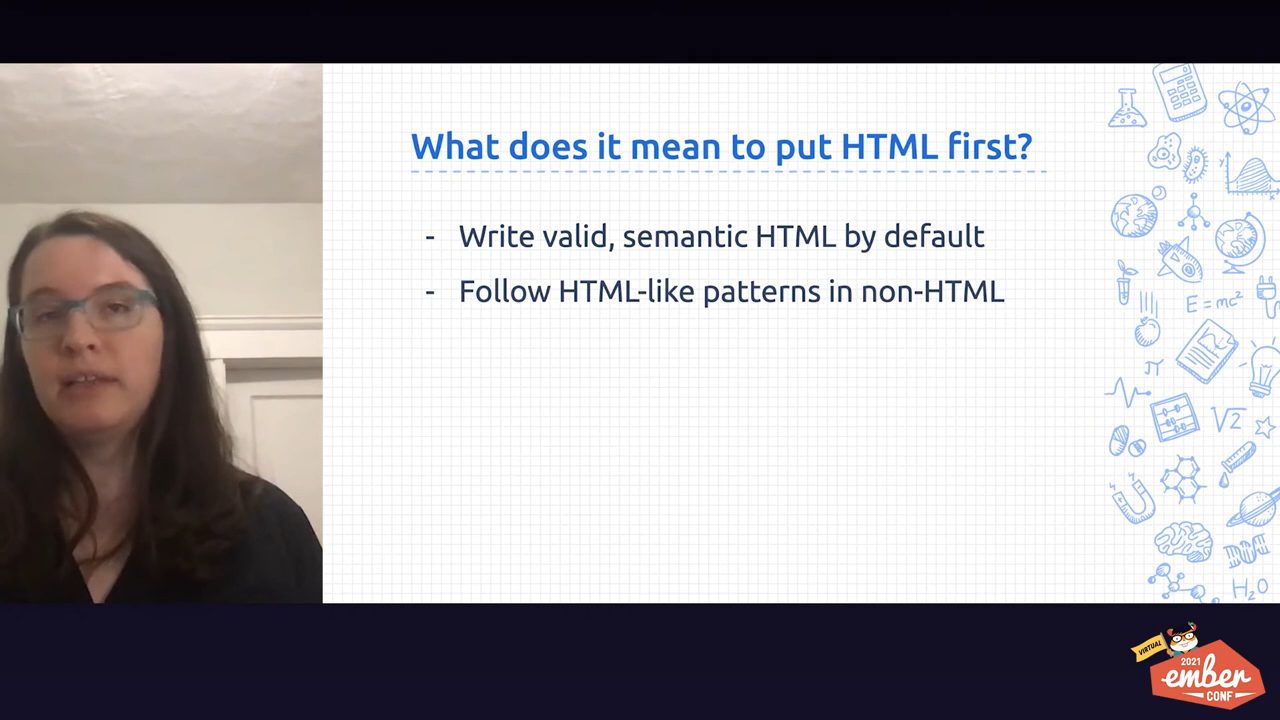 What does it mean to put HTML first?
- Write valid, semantic HTML by default
- Follow HTML-like patterns in non-HTML
y
x
E=mc²
π
√2
H₂O
VIRTUAL
2021
ember
CONF